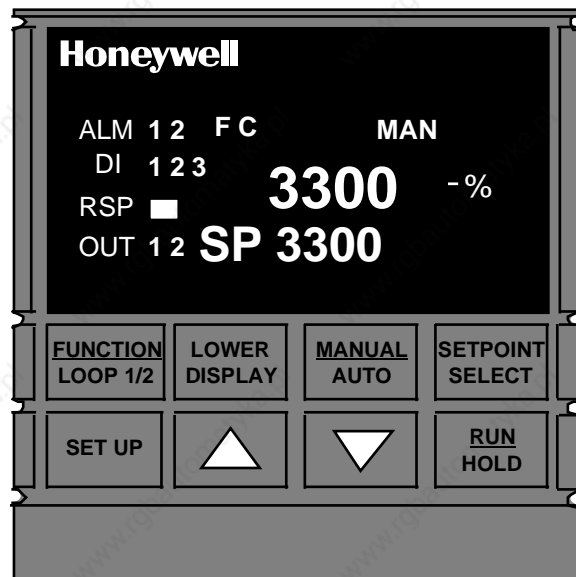 Honeywell
ALM 1 2 F C MAN
DI 1 2 3
3300 -%
RSP
OUT 1 2 SP 3300
FUNCTION LOWER MANUAL SETPOINT
LOOP 1/2 DISPLAY AUTO SELECT
SET UP RUN
HOLD